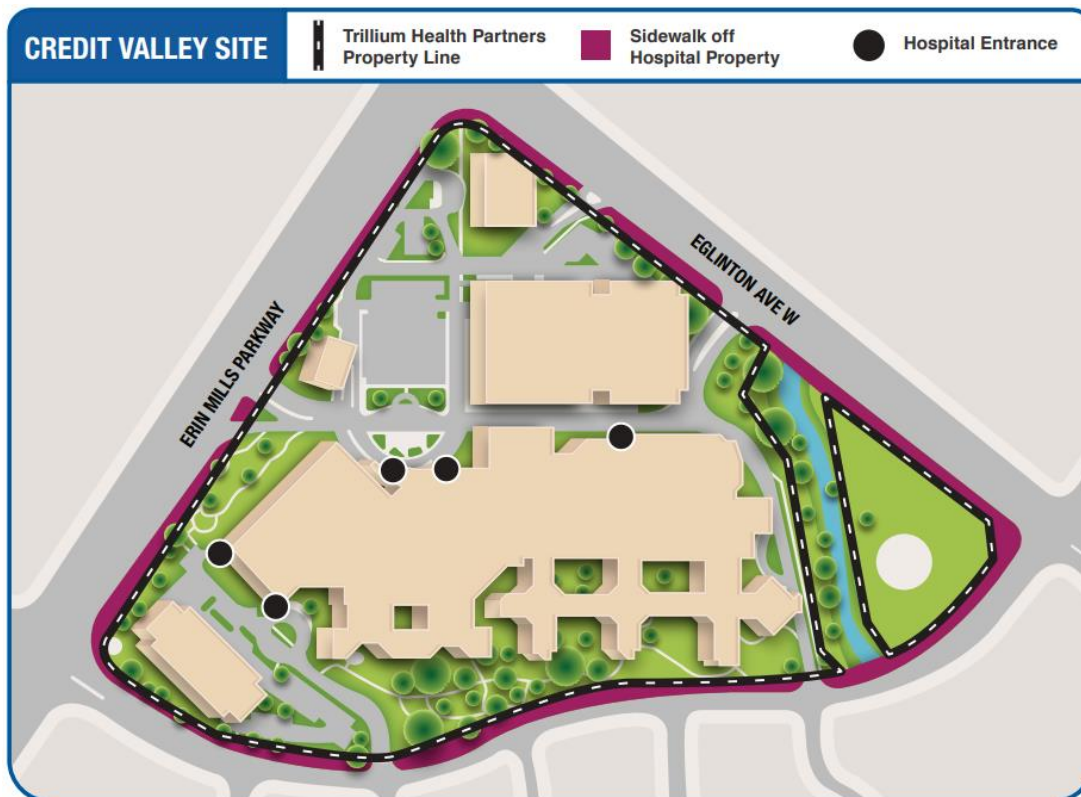 CREDIT VALLEY SITE
Trillium Health Partners
Property Line
Sidewalk off
Hospital Property
Hospital Entrance
EGLINTON AVE W
ERIN MILLS PARKWAY